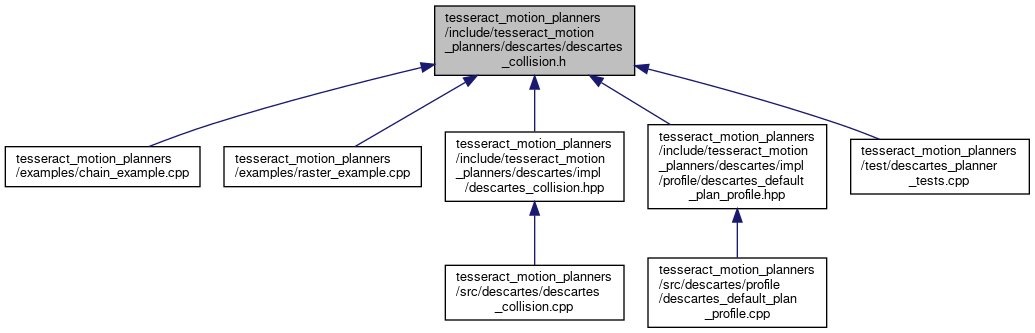 tesseract_motion_planners
/include/tesseract_motion
_planners/descartes/descartes
_collision.h
tesseract_motion_planners
/examples/chain_example.cpp
tesseract_motion_planners
/examples/raster_example.cpp
tesseract_motion_planners
/include/tesseract_motion
_planners/descartes/impl
/descartes_collision.hpp
tesseract_motion_planners
/include/tesseract_motion
_planners/descartes/impl
/profile/descartes_default
_plan_profile.hpp
tesseract_motion_planners
/test/descartes_planner
_tests.cpp
tesseract_motion_planners
/src/descartes/descartes
_collision.cpp
tesseract_motion_planners
/src/descartes/profile
/descartes_default_plan
_profile.cpp